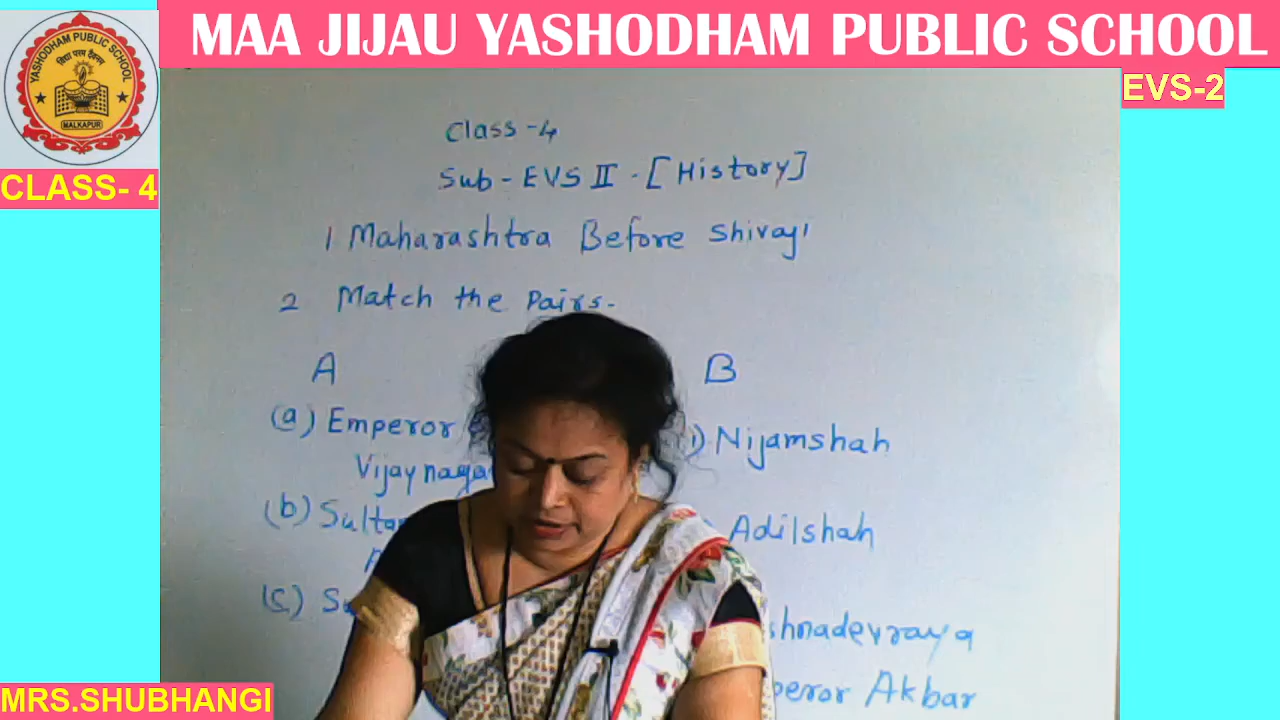 MAA JIJAU YASHODHAM PUBLIC SCHOOL
YASHODHAM PUBLIC SCHOOL
MALKAPUR
EVS-2
CLASS- 4
Class-4
Sub-EVS II-[History]
1 Maharashtra Before Shivaji
2 Match the Pairs.
A B
(a) Emperor
Vijaynaga
i) Nijamshah
(b) Sulta
Adilshah
(c) S
shnadevraya
peror Akbar
MRS.SHUBHANGI